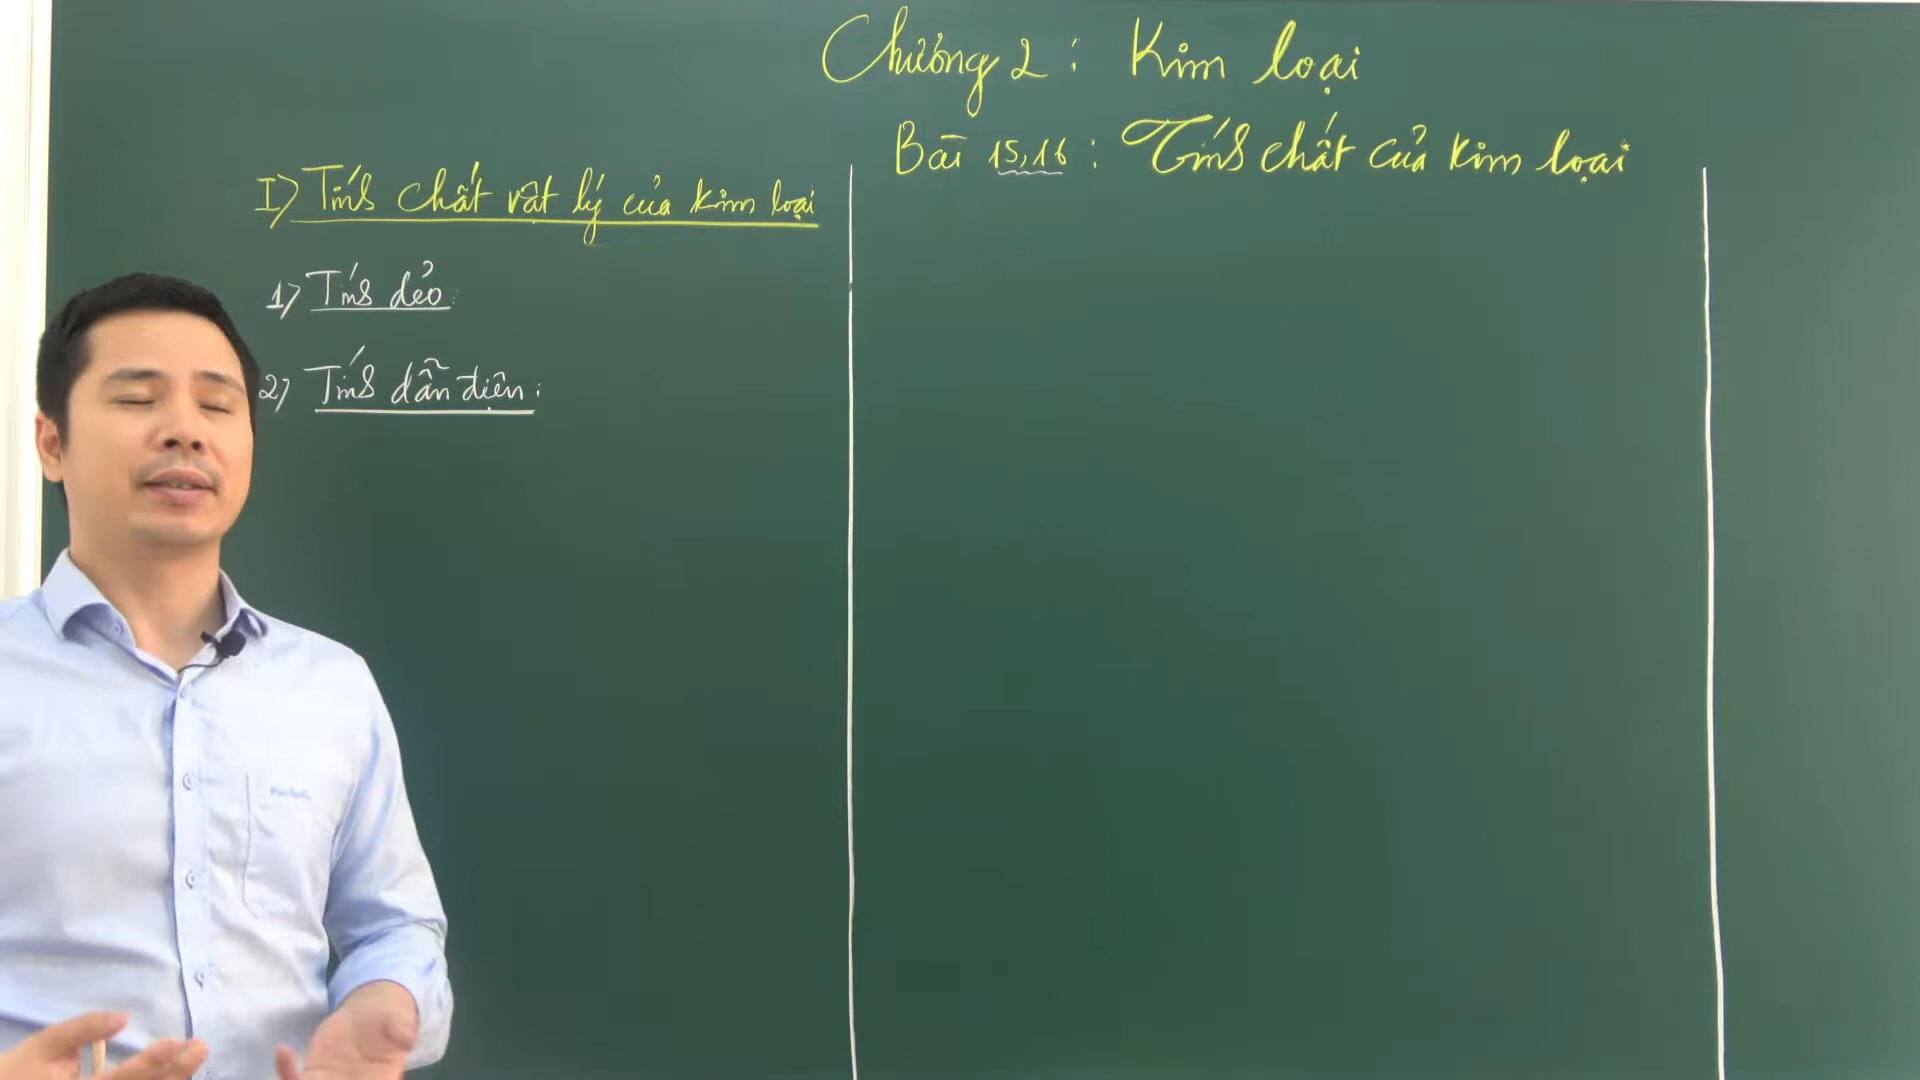 Chương 2 : Kim loại
Bài 15,16 : Tính chất của kim loại
I) Tính chất vật lý của kim loại
1) Tính dẻo
2) Tính dẫn điện :